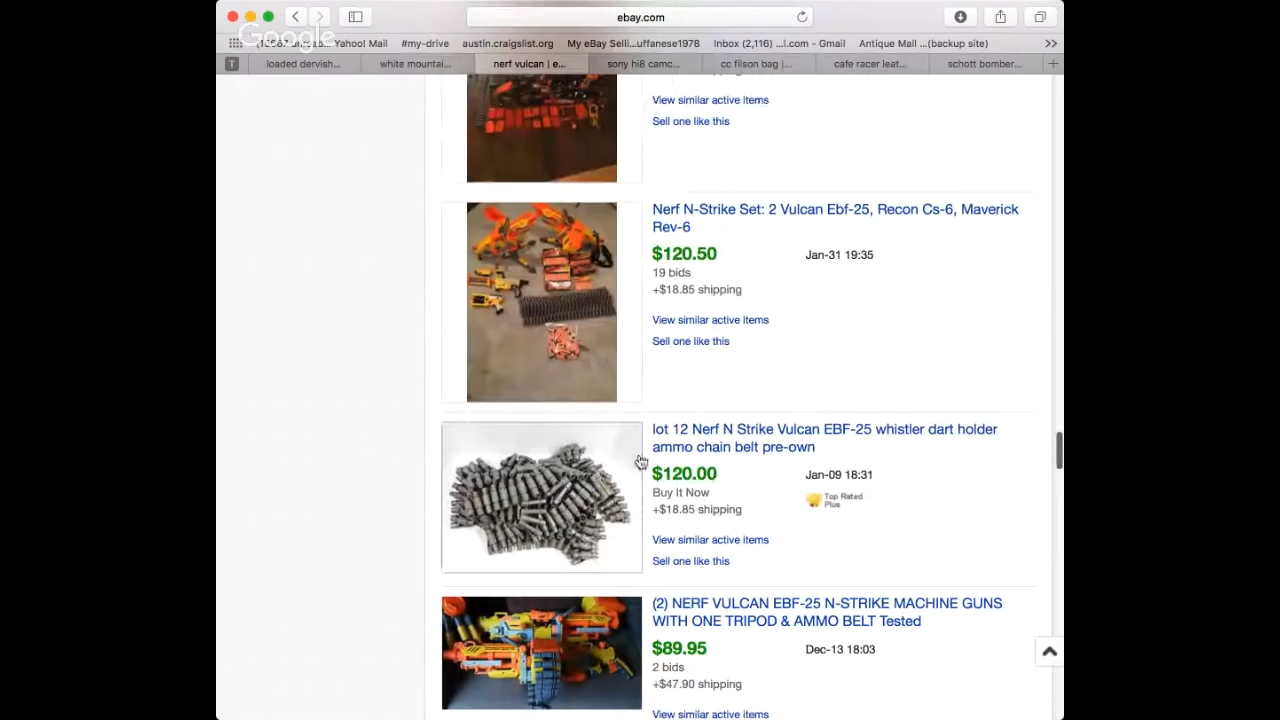 ebay.com
Google
Yahoo! Mail #my-drive austin.craigslist.org My eBay Selli...uffanese1978 Inbox (2,116) ...l.com - Gmail Antique Mall ...(backup site)
T loaded dervish... white mountai... nerf vulcan | e... sony hi8 camc... cc filson bag |... cafe racer leat... schott bomber...
View similar active items
Sell one like this
Nerf N-Strike Set: 2 Vulcan Ebf-25, Recon Cs-6, Maverick
Rev-6
$120.50 Jan-31 19:35
19 bids
+$18.85 shipping
View similar active items
Sell one like this
lot 12 Nerf N Strike Vulcan EBF-25 whistler dart holder
ammo chain belt pre-own
$120.00 Jan-09 18:31
Buy It Now Top Rated
Plus
+$18.85 shipping
View similar active items
Sell one like this
(2) NERF VULCAN EBF-25 N-STRIKE MACHINE GUNS
WITH ONE TRIPOD & AMMO BELT Tested
$89.95 Dec-13 18:03
2 bids
+$47.90 shipping
View similar active items